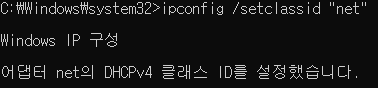 C:₩Windows₩system32>ipconfig /setclassid "net"
Windows IP 구성
어댑터 net의 DHCPv4 클래스 ID를 설정했습니다.